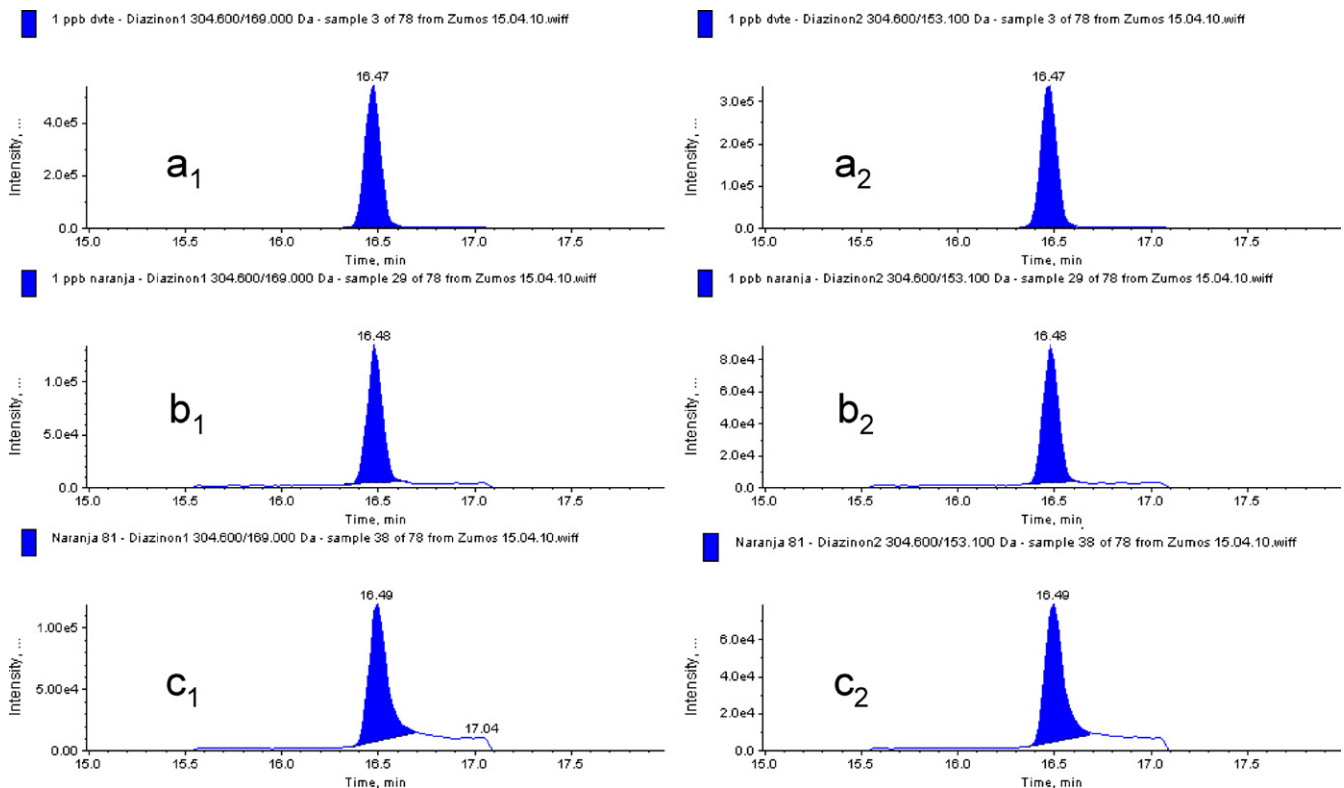 1 ppb dvte - Diazinon1 304.600/169.000 Da - sample 3 of 78 from Zumos 15.04.10.wiff
16.47
Intensity, ...
4.0e5
2.0e5
0.0
a1
15.0 15.5 16.0 16.5 17.0 17.5
Time, min
1 ppb dvte - Diazinon2 304.600/153.100 Da - sample 3 of 78 from Zumos 15.04.10.wiff
16.47
Intensity, ...
3.0e5
2.0e5
1.0e5
0.0
a2
15.0 15.5 16.0 16.5 17.0 17.5
Time, min
1 ppb naranja - Diazinon1 304.600/169.000 Da - sample 29 of 78 from Zumos 15.04.10.wiff
16.48
Intensity, ...
1.0e5
5.0e4
0.0
b1
15.0 15.5 16.0 16.5 17.0 17.5
Time, min
1 ppb naranja - Diazinon2 304.600/153.100 Da - sample 29 of 78 from Zumos 15.04.10.wiff
16.48
Intensity, ...
8.0e4
6.0e4
4.0e4
2.0e4
0.0
b2
15.0 15.5 16.0 16.5 17.0 17.5
Time, min
Naranja 81 - Diazinon1 304.600/169.000 Da - sample 38 of 78 from Zumos 15.04.10.wiff
16.49
Intensity, ...
1.00e5
5.00e4
0.00
c1
17.04
15.0 15.5 16.0 16.5 17.0 17.5
Time, min
Naranja 81 - Diazinon2 304.600/153.100 Da - sample 38 of 78 from Zumos 15.04.10.wiff
16.49
Intensity, ...
6.0e4
4.0e4
2.0e4
0.0
c2
15.0 15.5 16.0 16.5 17.0 17.5
Time, min